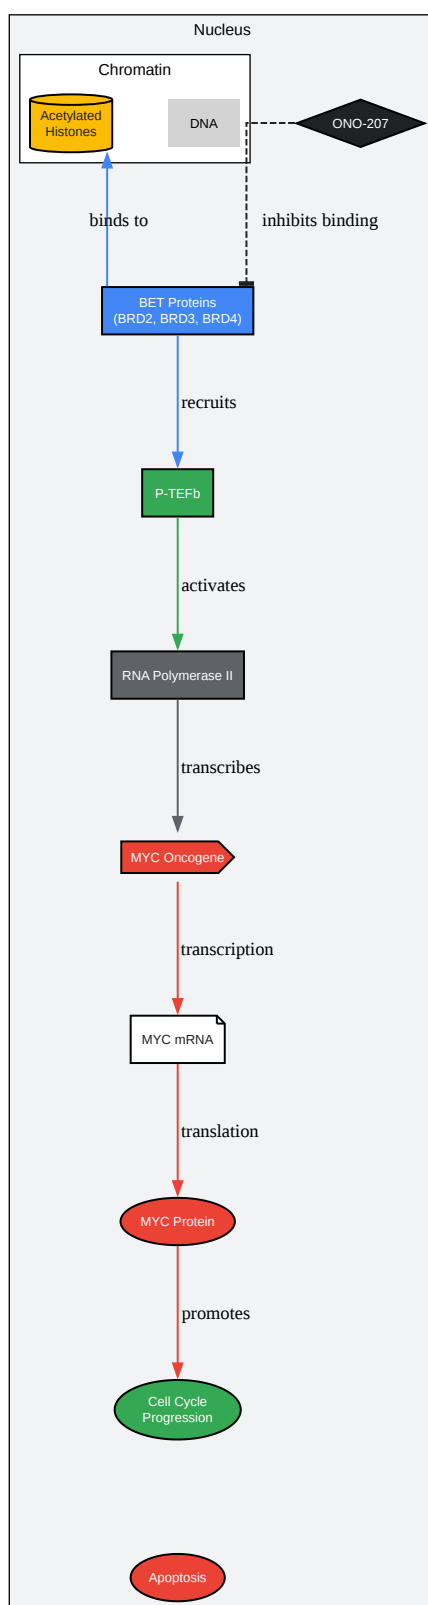 Nucleus
Chromatin
Acetylated
Histones
DNA
ONO-207
binds to
inhibits binding
BET Proteins
(BRD2, BRD3, BRD4)
recruits
P-TEFb
activates
RNA Polymerase II
transcribes
MYC Oncogene
transcription
MYC mRNA
translation
MYC Protein
promotes
Cell Cycle
Progression
Apoptosis